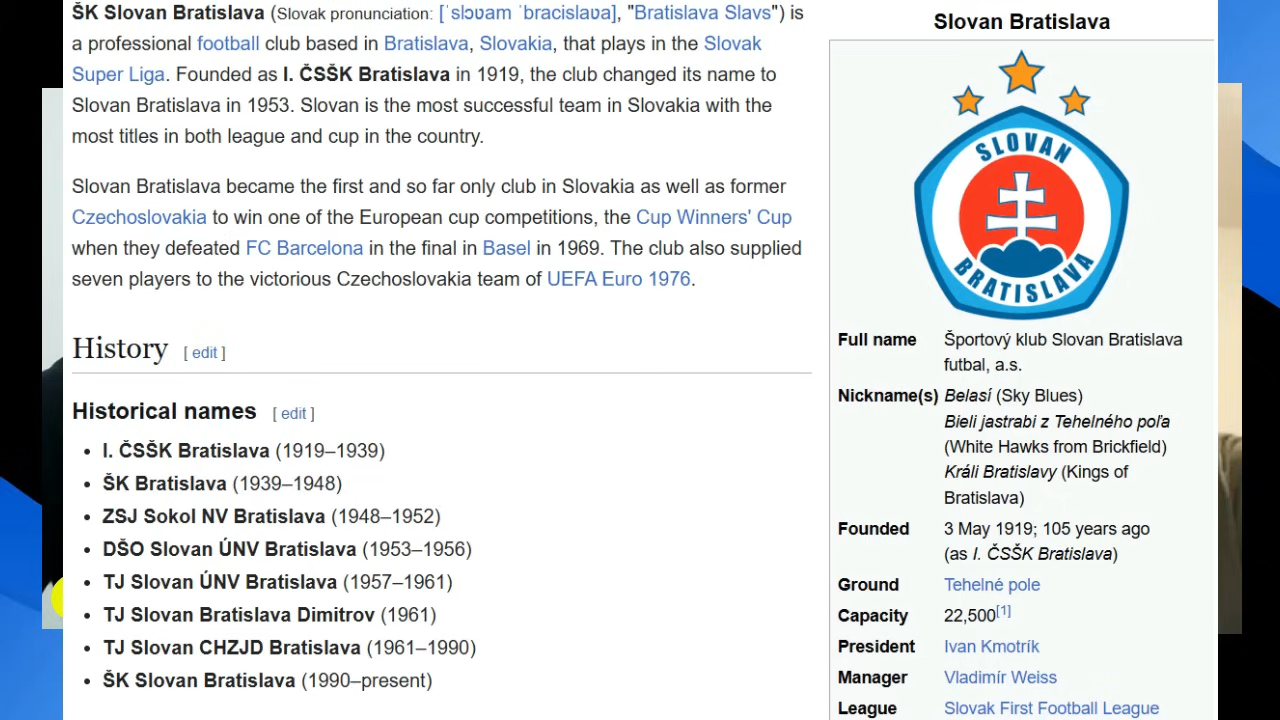 ŠK Slovan Bratislava (Slovak pronunciation: [ˈslɔʋam ˈbracislaʋa], "Bratislava Slavs") is
a professional football club based in Bratislava, Slovakia, that plays in the Slovak
Super Liga. Founded as I. ČSŠK Bratislava in 1919, the club changed its name to
Slovan Bratislava in 1953. Slovan is the most successful team in Slovakia with the
most titles in both league and cup in the country.
Slovan Bratislava became the first and so far only club in Slovakia as well as former
Czechoslovakia to win one of the European cup competitions, the Cup Winners' Cup
when they defeated FC Barcelona in the final in Basel in 1969. The club also supplied
seven players to the victorious Czechoslovakia team of UEFA Euro 1976.
History [ edit ]
Historical names [ edit ]
• I. ČSŠK Bratislava (1919–1939)
• ŠK Bratislava (1939–1948)
• ZSJ Sokol NV Bratislava (1948–1952)
• DŠO Slovan ÚNV Bratislava (1953–1956)
• TJ Slovan ÚNV Bratislava (1957–1961)
• TJ Slovan Bratislava Dimitrov (1961)
• TJ Slovan CHZJD Bratislava (1961–1990)
• ŠK Slovan Bratislava (1990–present)
Slovan Bratislava
SLOVAN
BRATISLAVA
Full name Športový klub Slovan Bratislava
futbal, a.s.
Nickname(s) Belasí (Sky Blues)
Bieli jastrabi z Tehelného poľa
(White Hawks from Brickfield)
Králi Bratislavy (Kings of
Bratislava)
Founded 3 May 1919; 105 years ago
(as I. ČSŠK Bratislava)
Ground Tehelné pole
Capacity 22,500[1]
President Ivan Kmotrík
Manager Vladimír Weiss
League Slovak First Football League